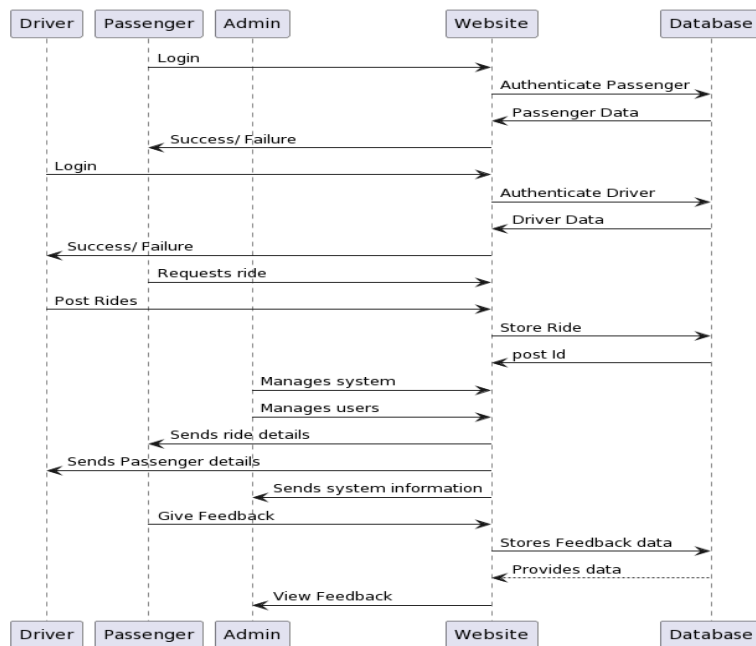 Driver Passenger Admin Website Database
Login
Authenticate Passenger
Passenger Data
Success/ Failure
Login
Authenticate Driver
Driver Data
Success/ Failure
Requests ride
Post Rides
Store Ride
post Id
Manages system
Manages users
Sends ride details
Sends Passenger details
Sends system information
Give Feedback
Stores Feedback data
Provides data
View Feedback
Driver Passenger Admin Website Database